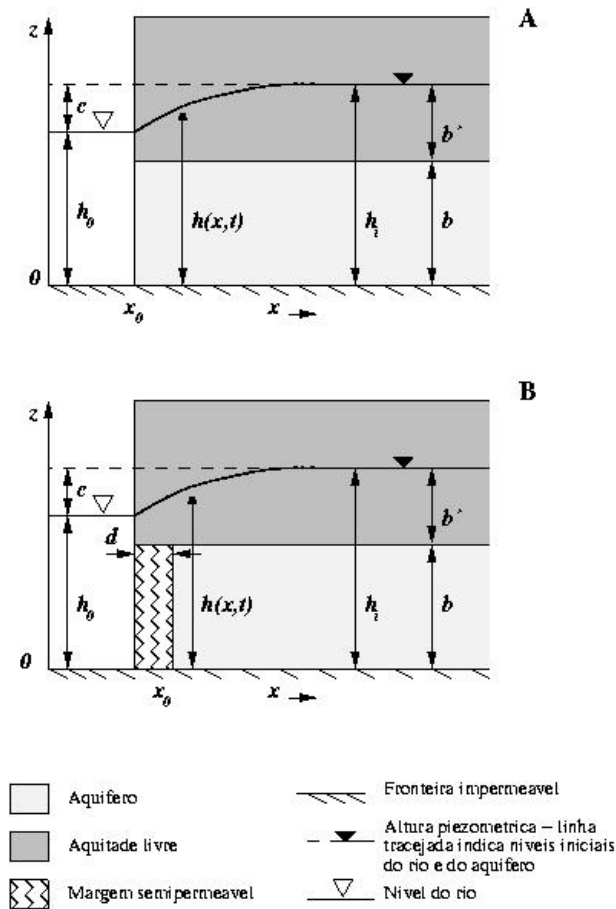 A
z
c
b'
h0
h(x,t)
hi
b
0
x0
x
B
z
c
b'
d
h0
h(x,t)
hi
b
0
x0
x
Aquifero
Fronteira impermeavel
Aquitade livre
Altura piezometrica – linha
tracejada indica niveis iniciais
do rio e do aquifero
Margem semipermeavel
Nivel do rio